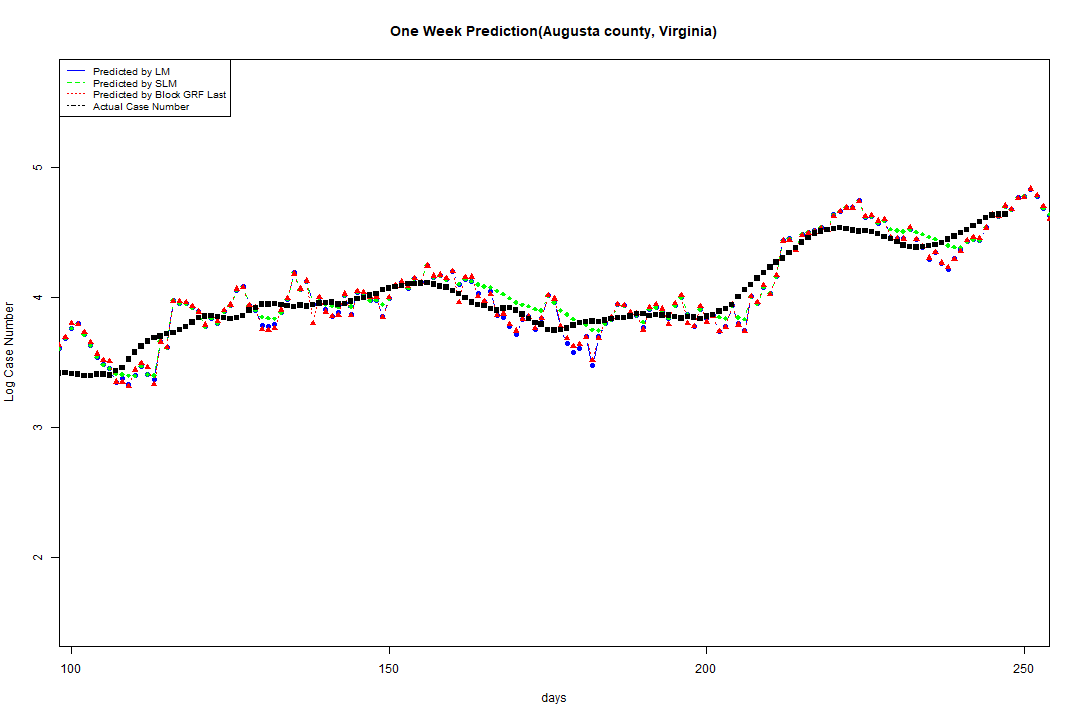 One Week Prediction(Augusta county, Virginia)
Predicted by LM
Predicted by SLM
Predicted by Block GRF Last
Actual Case Number
5
4
3
2
Log Case Number
100 150 200 250
days